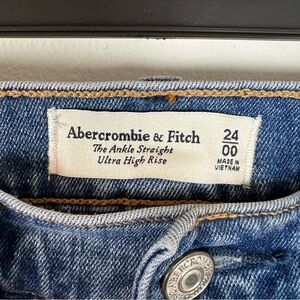 Abercrombie & Fitch
The Ankle Straight
Ultra High Rise
24
00
MADE IN
VIETNAM